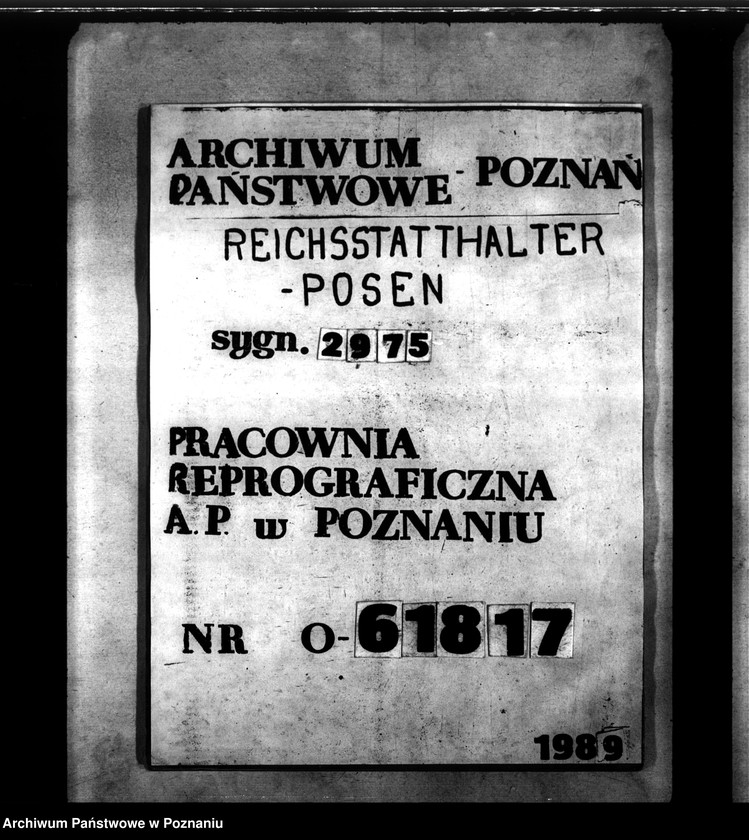 ARCHIWUM
PAŃSTWOWE - POZNAŃ
REICHSSTATTHALTER
-POSEN
sygn. 2975
PRACOWNIA
REPROGRAFICZNA
A.P. w POZNANIU
NR O-61817
1989
Archiwum Państwowe w Poznaniu